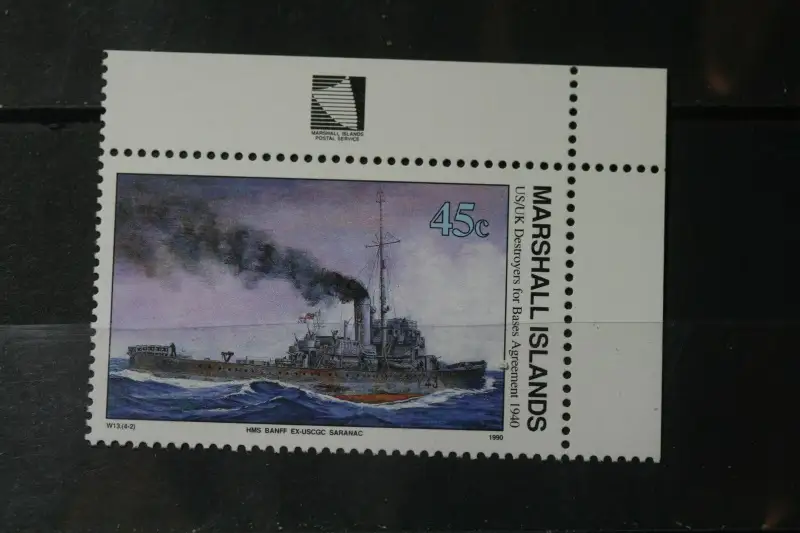 MARSHALL ISLANDS
POSTAL SERVICE
45c
MARSHALL ISLANDS
US/UK Destroyers for Bases Agreement 1940
W13.(4-2)
HMS BANFF EX-USCGC SARANAC
1990